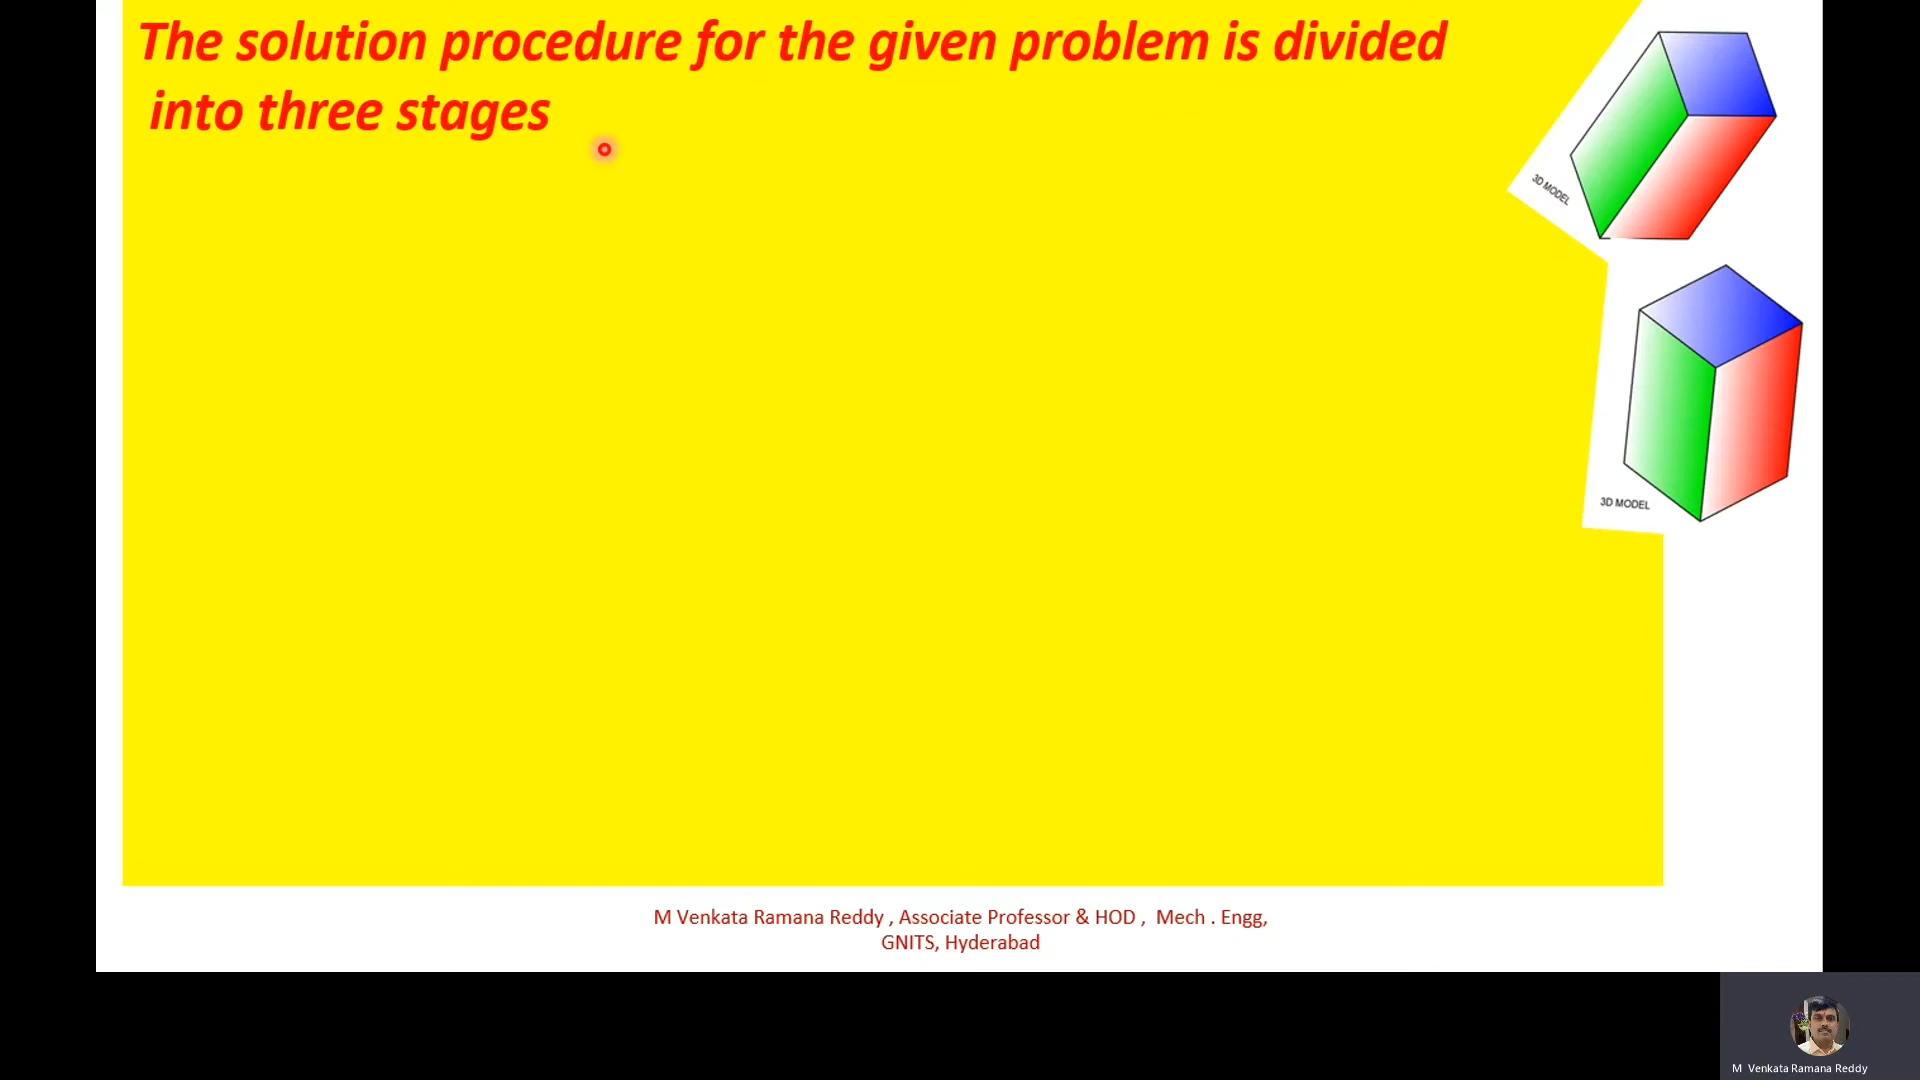 The solution procedure for the given problem is divided
into three stages
3D MODEL
3D MODEL
M Venkata Ramana Reddy , Associate Professor & HOD ,  Mech . Engg,
GNITS, Hyderabad
M  Venkata Ramana Reddy